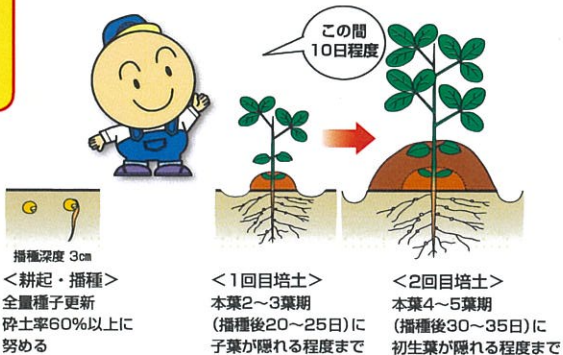 この間
10日程度
播種深度 3cm
<耕起・播種>
全量種子更新
砕土率60%以上に
努める
<1回目培土>
本葉2～3葉期
(播種後20～25日)に
子葉が隠れる程度まで
<2回目培土>
本葉4～5葉期
(播種後30～35日)に
初生葉が隠れる程度まで